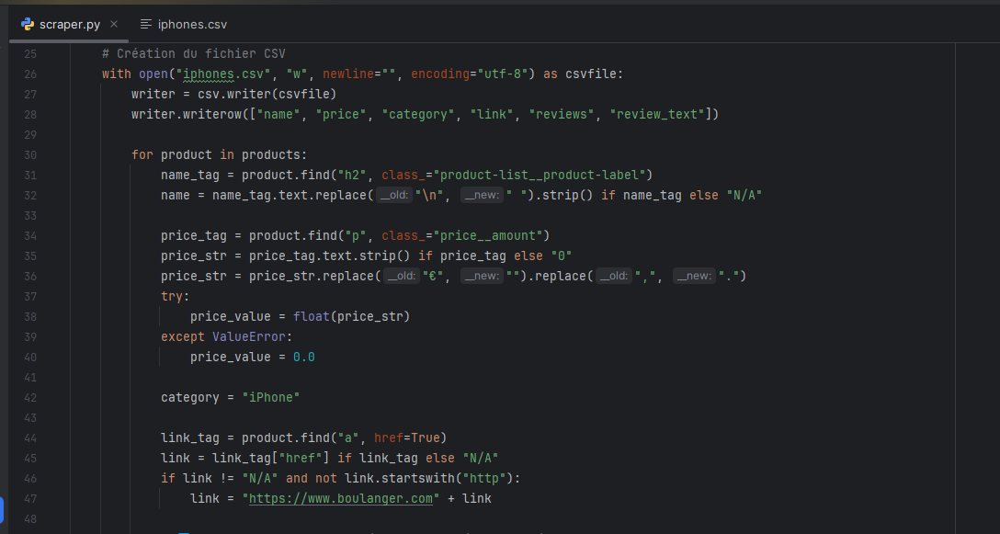 scraper.py × iphones.csv
25 # Création du fichier CSV
26 with open("iphones.csv", "w", newline="", encoding="utf-8") as csvfile:
27 writer = csv.writer(csvfile)
28 writer.writerow(["name", "price", "category", "link", "reviews", "review_text"])
29
30 for product in products:
31 name_tag = product.find("h2", class_="product-list__product-label")
32 name = name_tag.text.replace( __old: "\n", __new: " ").strip() if name_tag else "N/A"
33
34 price_tag = product.find("p", class_="price__amount")
35 price_str = price_tag.text.strip() if price_tag else "0"
36 price_str = price_str.replace( __old: "€", __new: "").replace( __old: ",", __new: ".")
37 try:
38 price_value = float(price_str)
39 except ValueError:
40 price_value = 0.0
41
42 category = "iPhone"
43
44 link_tag = product.find("a", href=True)
45 link = link_tag["href"] if link_tag else "N/A"
46 if link != "N/A" and not link.startswith("http"):
47 link = "https://www.boulanger.com" + link
48